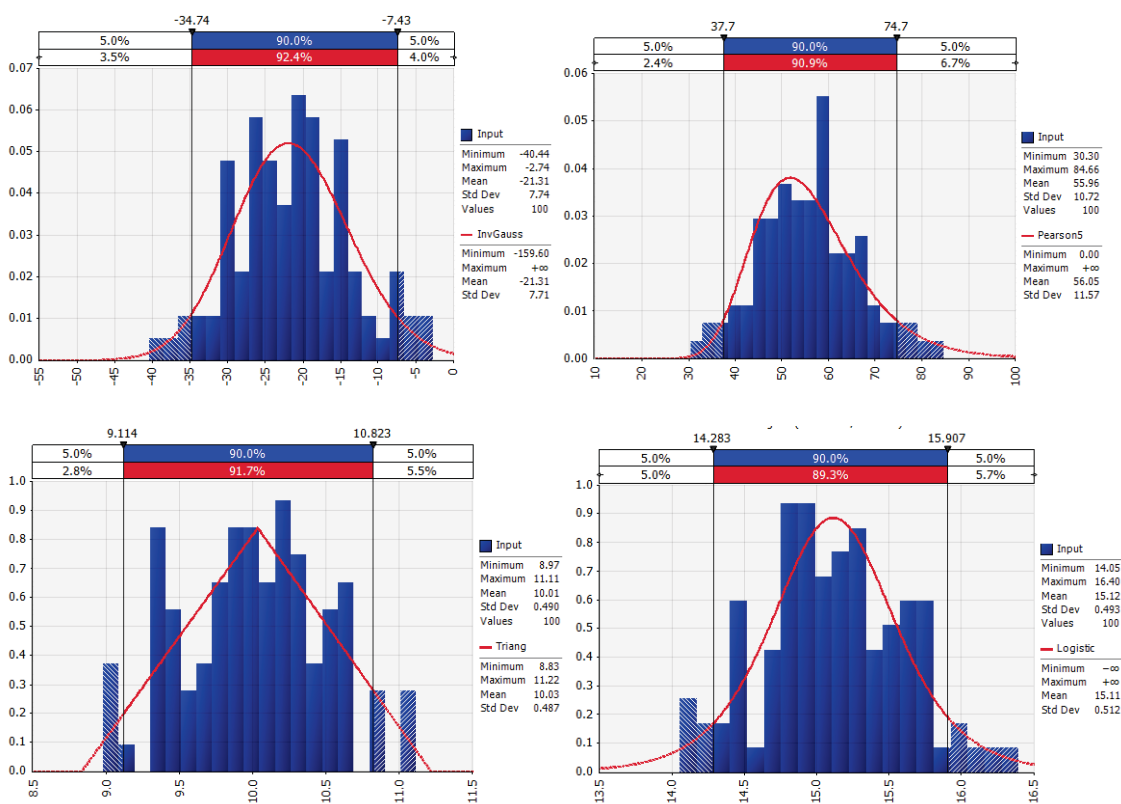 -34.74 -7.43
5.0% 90.0% 5.0%
3.5% 92.4% 4.0%
0.07
0.06
0.05
0.04
0.03
0.02
0.01
0.00
-55 -50 -45 -40 -35 -30 -25 -20 -15 -10 -5 0
Input
Minimum -40.44
Maximum -2.74
Mean -21.31
Std Dev 7.74
Values 100
InvGauss
Minimum -159.60
Maximum +∞
Mean -21.31
Std Dev 7.71
37.7 74.7
5.0% 90.0% 5.0%
2.4% 90.9% 6.7%
0.06
0.05
0.04
0.03
0.02
0.01
0.00
10 20 30 40 50 60 70 80 90 100
Input
Minimum 30.30
Maximum 84.66
Mean 55.96
Std Dev 10.72
Values 100
Pearson5
Minimum 0.00
Maximum +∞
Mean 56.05
Std Dev 11.57
9.114 10.823
5.0% 90.0% 5.0%
2.8% 91.7% 5.5%
1.0
0.9
0.8
0.7
0.6
0.5
0.4
0.3
0.2
0.1
0.0
8.5 9.0 9.5 10.0 10.5 11.0 11.5
Input
Minimum 8.97
Maximum 11.11
Mean 10.01
Std Dev 0.490
Values 100
Triang
Minimum 8.83
Maximum 11.22
Mean 10.03
Std Dev 0.487
14.283 15.907
5.0% 90.0% 5.0%
5.0% 89.3% 5.7%
1.0
0.9
0.8
0.7
0.6
0.5
0.4
0.3
0.2
0.1
0.0
13.5 14.0 14.5 15.0 15.5 16.0 16.5
Input
Minimum 14.05
Maximum 16.40
Mean 15.12
Std Dev 0.493
Values 100
Logistic
Minimum −∞
Maximum +∞
Mean 15.11
Std Dev 0.512